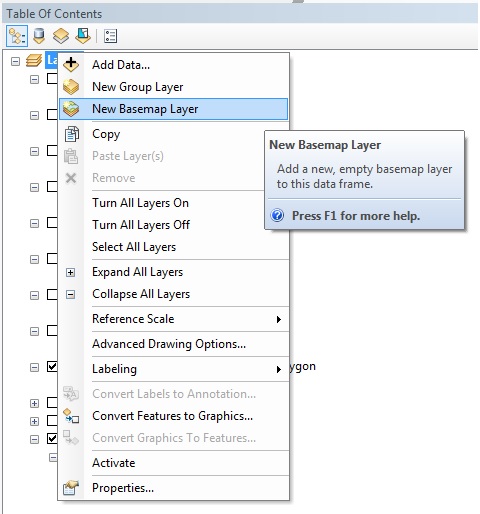 Table Of Contents
La
Add Data...
New Group Layer
New Basemap Layer
Copy
Paste Layer(s)
Remove
Turn All Layers On
Turn All Layers Off
Select All Layers
Expand All Layers
Collapse All Layers
Reference Scale
Advanced Drawing Options...
Labeling
ygon
Convert Labels to Annotation...
Convert Features to Graphics...
Convert Graphics To Features...
Activate
Properties...
New Basemap Layer
Add a new, empty basemap layer
to this data frame.
Press F1 for more help.